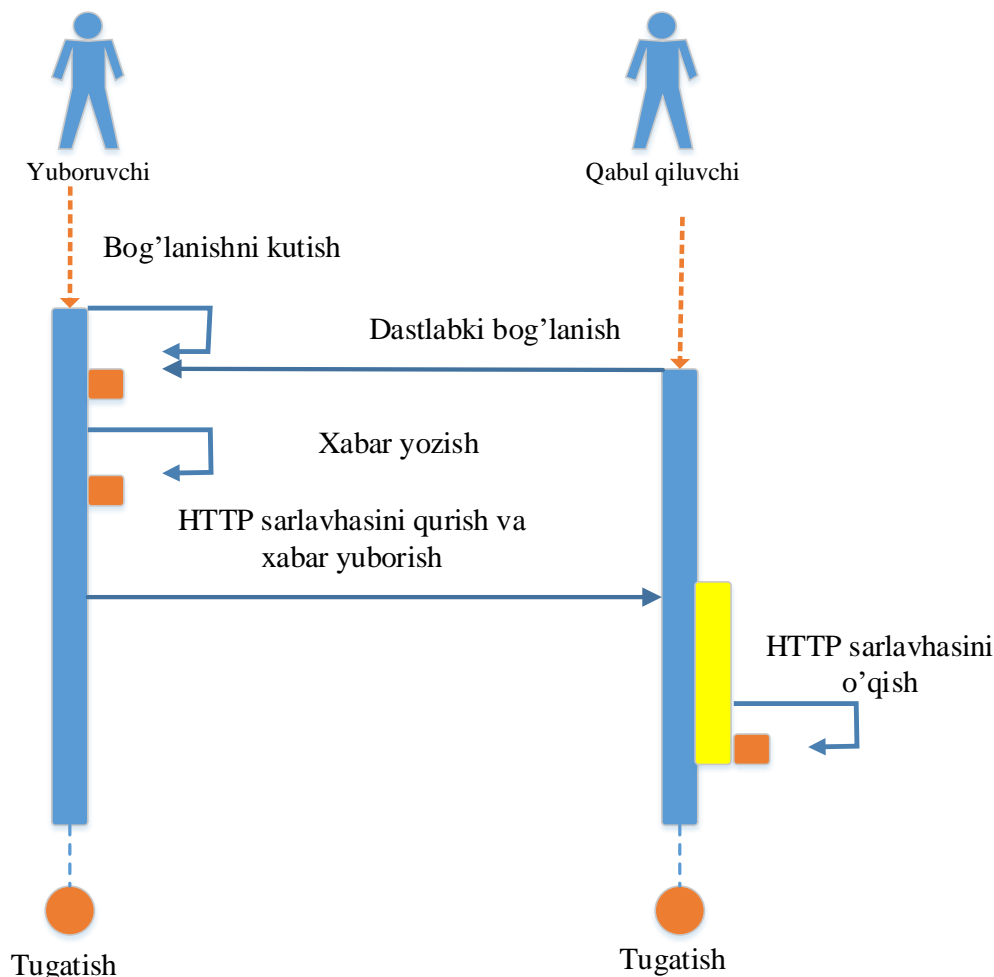 Yuboruvchi
Qabul qiluvchi
Bog’lanishni kutish
Dastlabki bog’lanish
Xabar yozish
HTTP sarlavhasini qurish va
xabar yuborish
HTTP sarlavhasini
o’qish
Tugatish
Tugatish